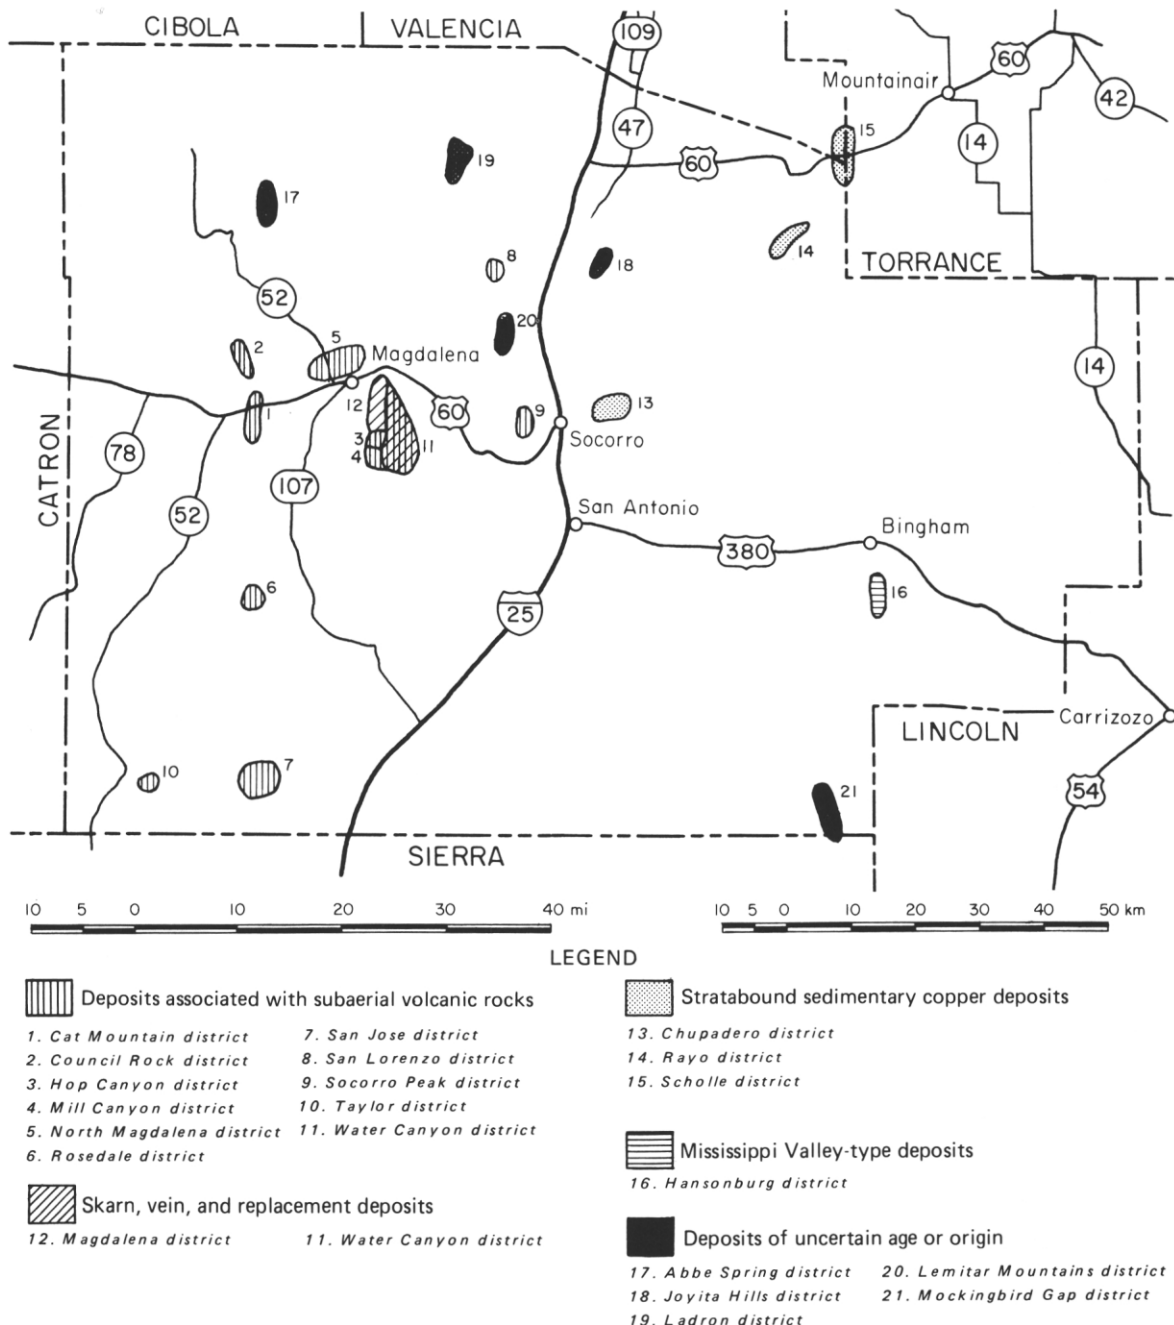 CIBOLA
VALENCIA
109
60
Mountainair
42
47
15
14
60
19
17
14
8
18
TORRANCE
52
20
5
2
Magdalena
14
12
60
9
13
1
3
11
Socorro
4
78
CATRON
107
San Antonio
52
Bingham
380
6
16
25
LINCOLN
Carrizozo
10
7
21
54
SIERRA
10 5 0 10 20 30 40 mi
10 5 0 10 20 30 40 50 km
LEGEND
Deposits associated with subaerial volcanic rocks
1. Cat Mountain district
2. Council Rock district
3. Hop Canyon district
4. Mill Canyon district
5. North Magdalena district
6. Rosedale district
7. San Jose district
8. San Lorenzo district
9. Socorro Peak district
10. Taylor district
11. Water Canyon district
Skarn, vein, and replacement deposits
12. Magdalena district
11. Water Canyon district
Stratabound sedimentary copper deposits
13. Chupadero district
14. Rayo district
15. Scholle district
Mississippi Valley-type deposits
16. Hansonburg district
Deposits of uncertain age or origin
17. Abbe Spring district
18. Joyita Hills district
19. Ladron district
20. Lemitar Mountains district
21. Mockingbird Gap district